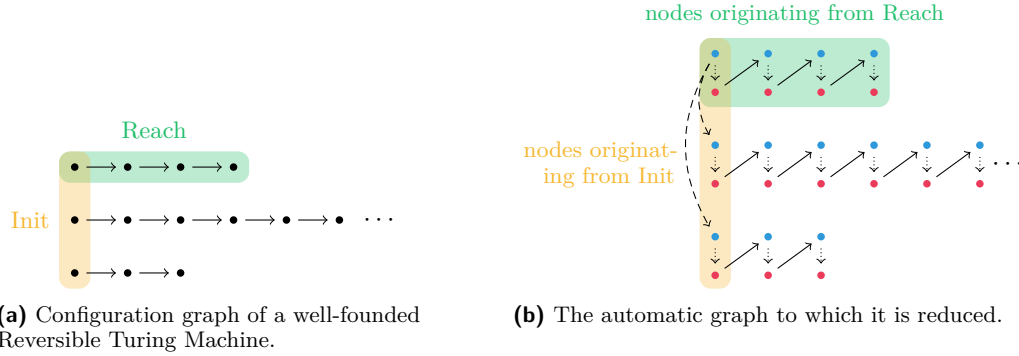 Reach
Init
(a) Configuration graph of a well-founded
Reversible Turing Machine.
nodes originating from Reach
nodes originat-
ing from Init
(b) The automatic graph to which it is reduced.